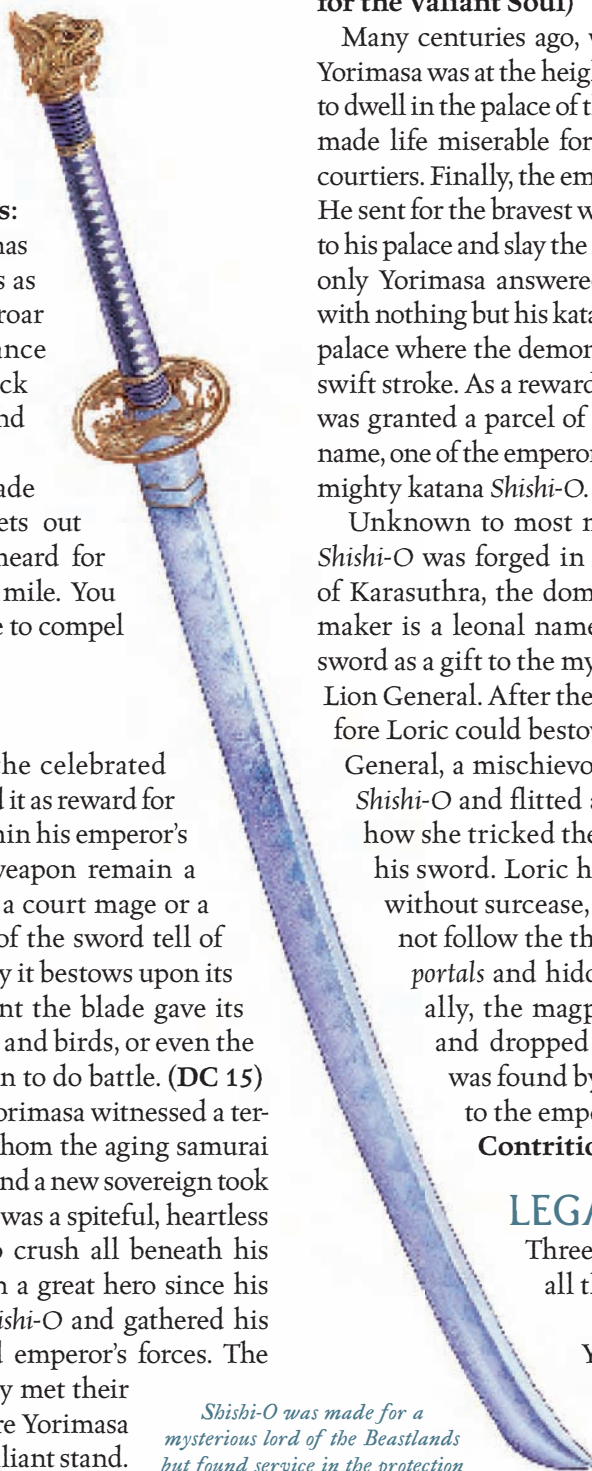 s:
has
s as
roar
ance
ck
nd
ade
ets out
heard for
mile. You
e to compel
he celebrated
d it as reward for
hin his emperor's
weapon remain a
a court mage or a
of the sword tell of
y it bestows upon its
nt the blade gave its
and birds, or even the
n to do battle. (DC 15)
orimasa witnessed a ter-
hom the aging samurai
nd a new sovereign took
was a spiteful, heartless
o crush all beneath his
n a great hero since his
ishi-O and gathered his
d emperor's forces. The
y met their
re Yorimasa
lliant stand.
Shishi-O was made for a
mysterious lord of the Beastlands
but found service in the protection
for the Valiant Soul)
Many centuries ago, w
Yorimasa was at the heigh
to dwell in the palace of t
made life miserable for
courtiers. Finally, the em
He sent for the bravest w
to his palace and slay the
only Yorimasa answere
with nothing but his kata
palace where the demon
swift stroke. As a reward
was granted a parcel of
name, one of the emperor
mighty katana Shishi-O.
Unknown to most m
Shishi-O was forged in
of Karasuthra, the dom
maker is a leonal name
sword as a gift to the my
Lion General. After the
fore Loric could bestow
General, a mischievo
Shishi-O and flitted a
how she tricked the
his sword. Loric h
without surcease,
not follow the th
portals and hido
ally, the magp
and dropped
was found by
to the empe
Contritio
LEGA
Three
all th
Y